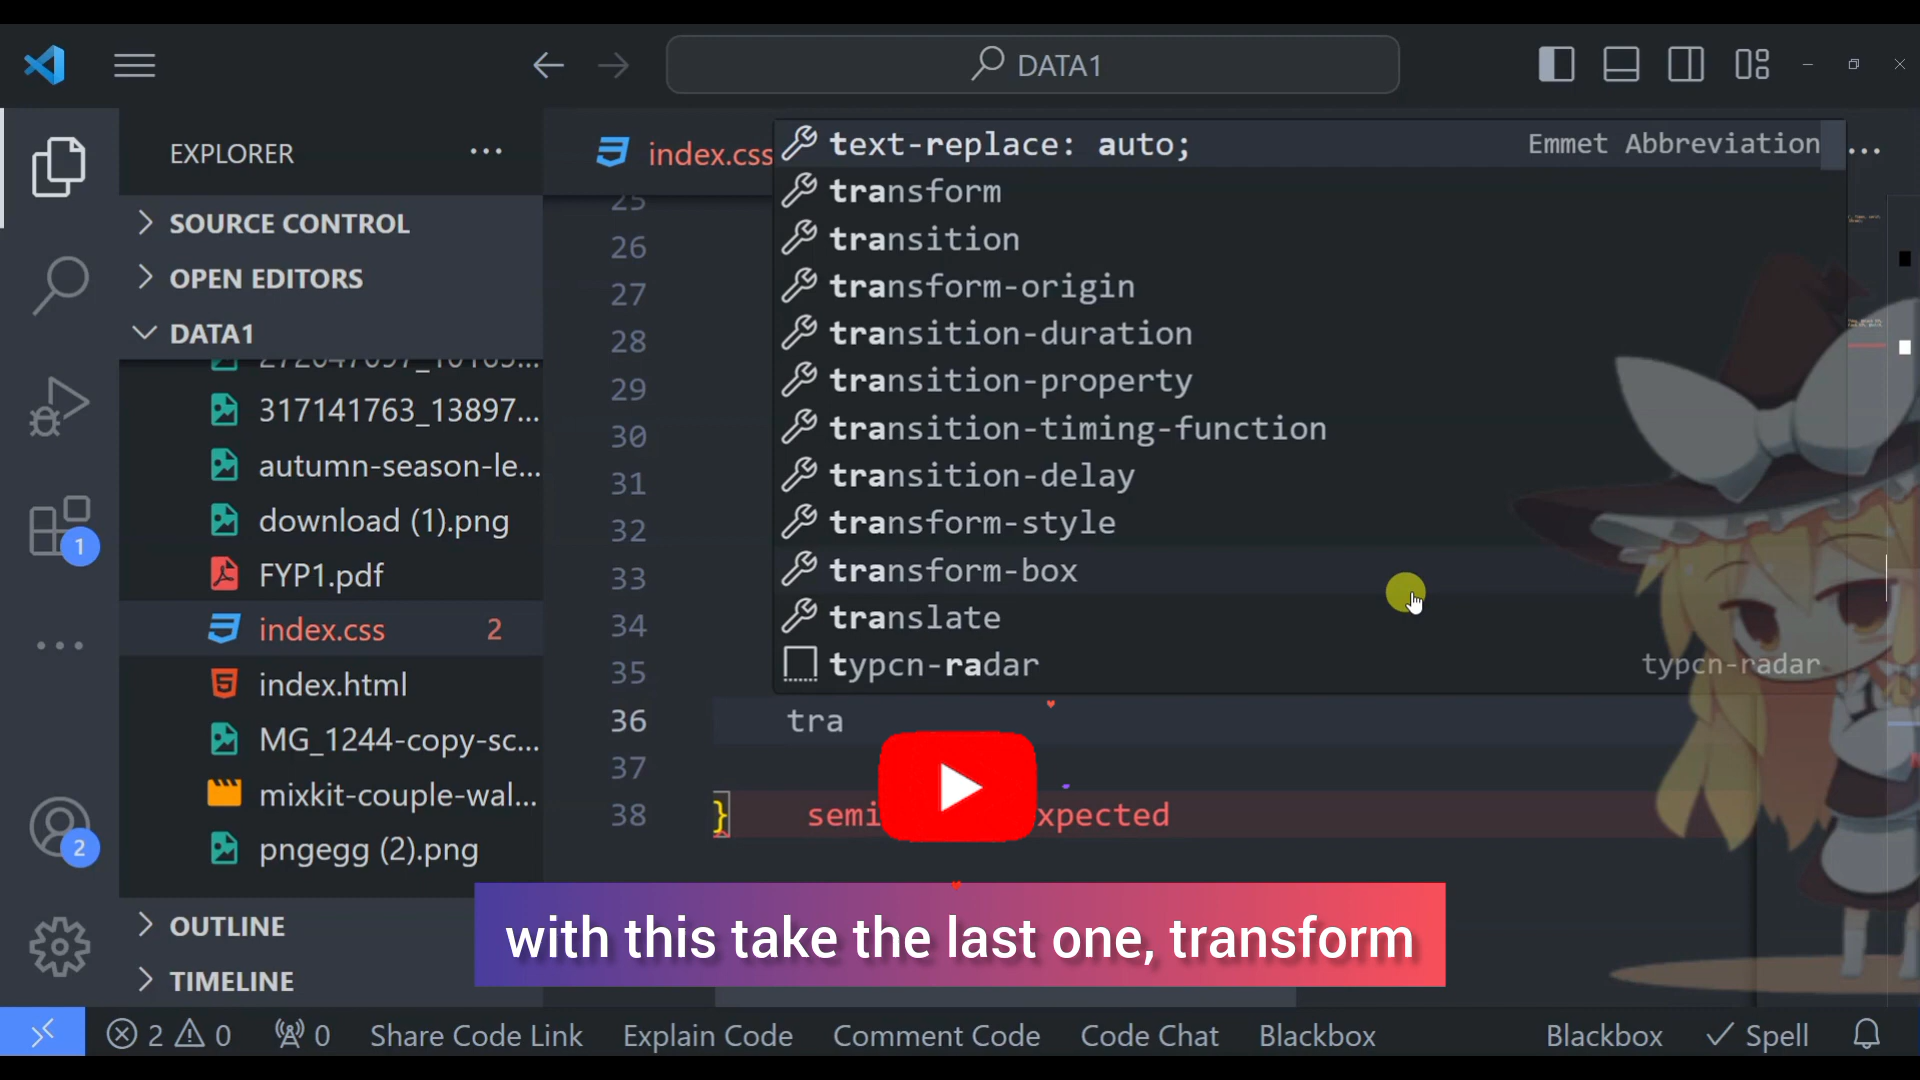 DATA1
EXPLORER
SOURCE CONTROL
OPEN EDITORS
DATA1
317141763_13897...
autumn-season-le...
download (1).png
FYP1.pdf
index.css 2
index.html
MG_1244-copy-sc...
mixkit-couple-wal...
pngegg (2).png
OUTLINE
TIMELINE
1
2
index.css
text-replace: auto; Emmet Abbreviation
transform
transition
transform-origin
transition-duration
transition-property
transition-timing-function
transition-delay
transform-style
transform-box
translate
typcn-radar typcn-radar
25
26
27
28
29
30
31
32
33
34
35
36 tra
37
38 } semi xpected
with this take the last one, transform
2 0 0 Share Code Link Explain Code Comment Code Code Chat Blackbox Blackbox Spell